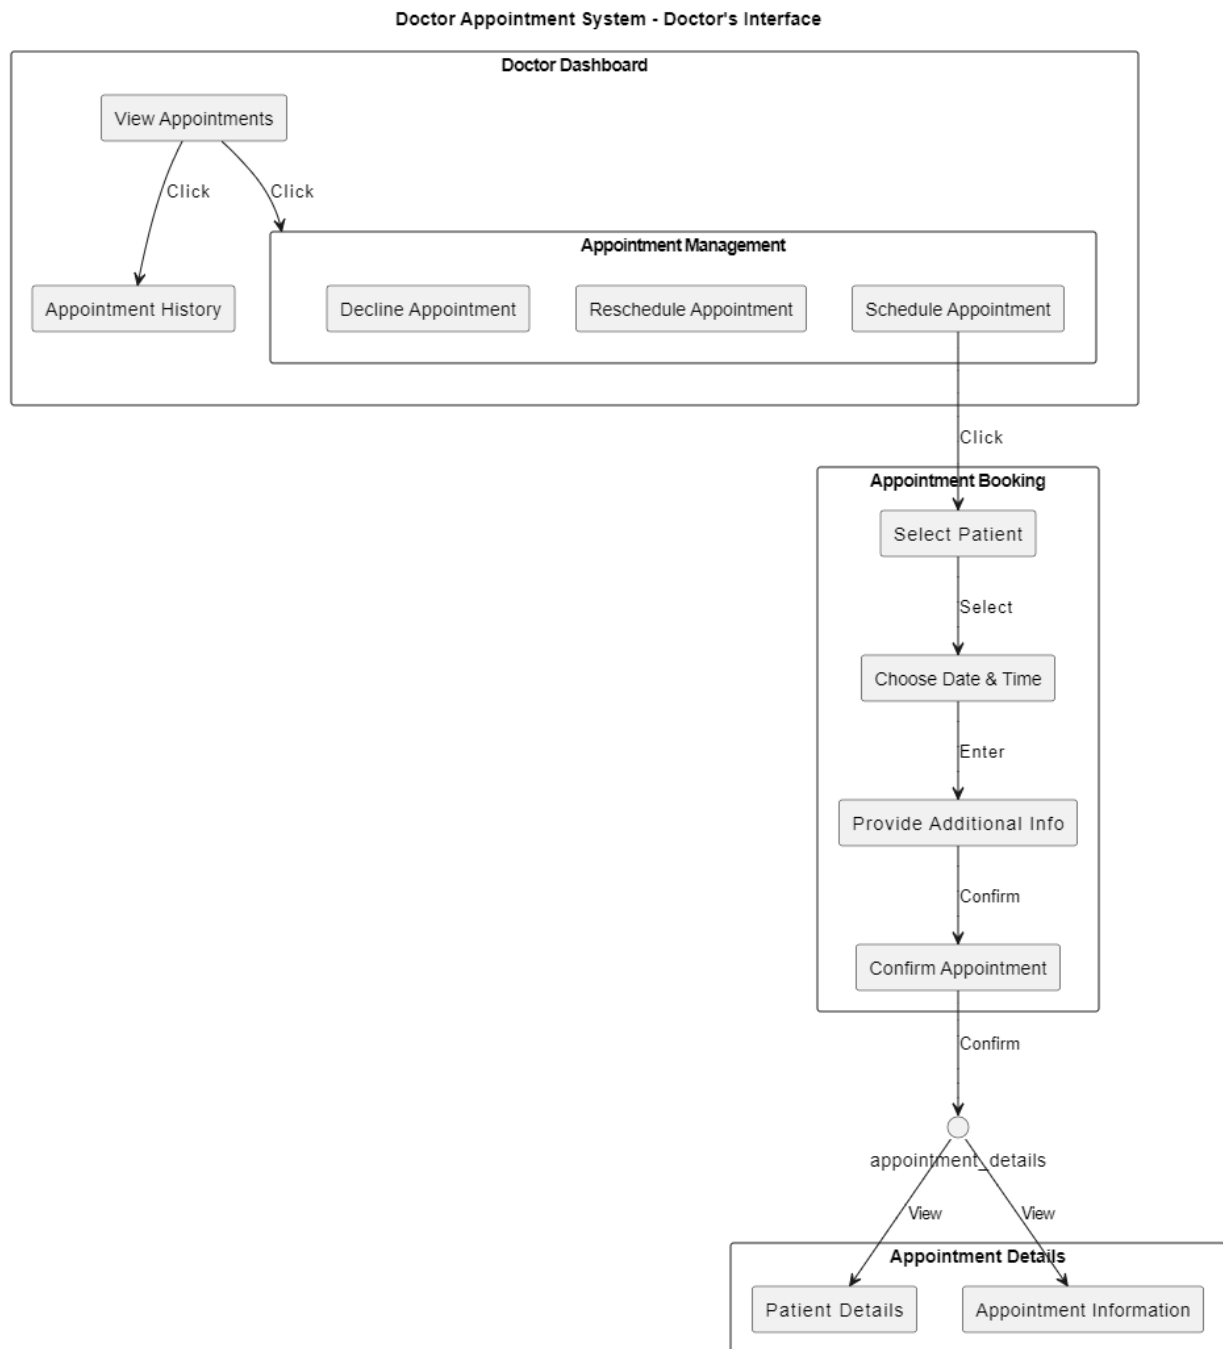 Doctor Appointment System - Doctor's Interface
Doctor Dashboard
View Appointments
Click
Click
Appointment Management
Appointment History
Decline Appointment
Reschedule Appointment
Schedule Appointment
Click
Appointment Booking
Select Patient
Select
Choose Date & Time
Enter
Provide Additional Info
Confirm
Confirm Appointment
Confirm
appointment_details
View
View
Appointment Details
Patient Details
Appointment Information